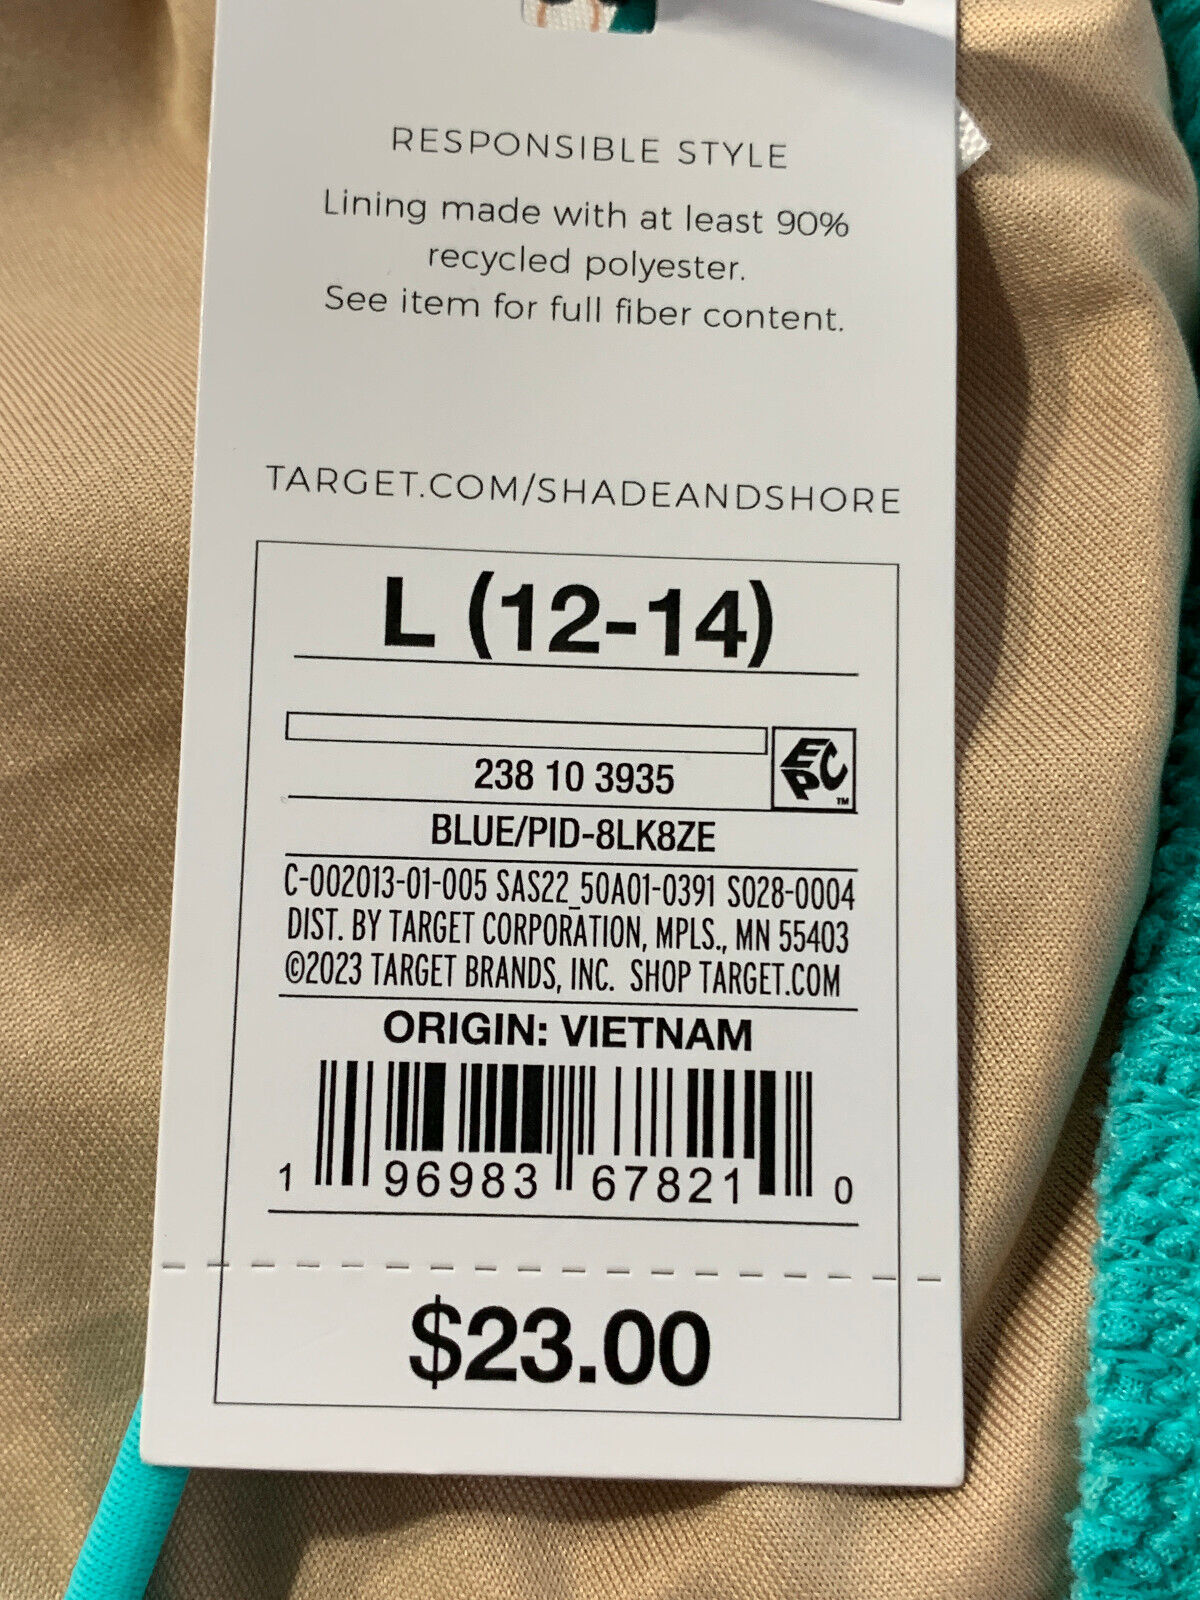 RESPONSIBLE STYLE
Lining made with at least 90%
recycled polyester.
See item for full fiber content.
TARGET.COM/SHADEANDSHORE
L (12-14)
238 10 3935
EPC™
BLUE/PID-8LK8ZE
C-002013-01-005 SAS22_50A01-0391 S028-0004
DIST. BY TARGET CORPORATION, MPLS., MN 55403
©2023 TARGET BRANDS, INC. SHOP TARGET.COM
ORIGIN: VIETNAM
1 96983 67821 0
$23.00